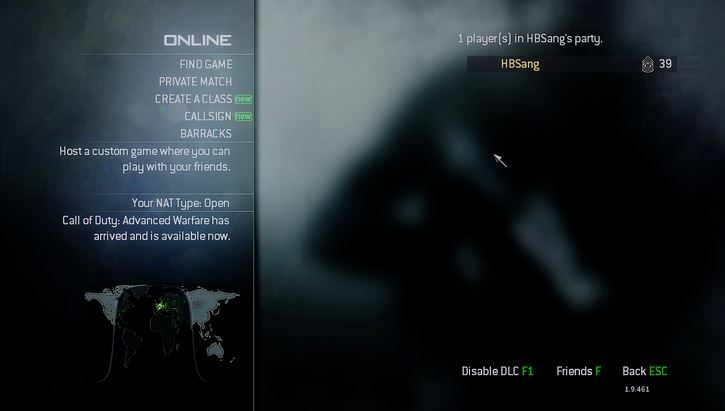 ONLINE
FIND GAME
PRIVATE MATCH
CREATE A CLASS new
CALLSIGN new
BARRACKS
Host a custom game where you can
play with your friends.
Your NAT Type: Open
Call of Duty: Advanced Warfare has
arrived and is available now.
1 player(s) in HBSang's party.
HBSang 39
Disable DLC F1 Friends F Back ESC
1.9.461